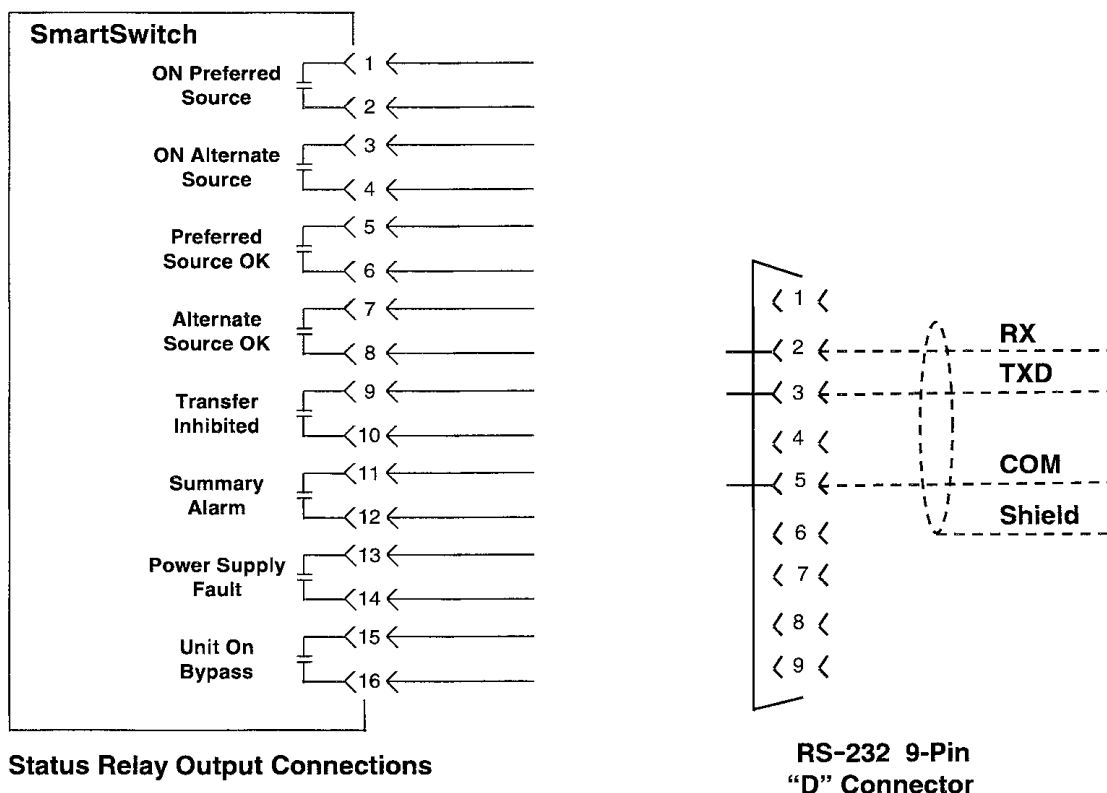 SmartSwitch
ON Preferred
Source
1
2
ON Alternate
Source
3
4
Preferred
Source OK
5
6
Alternate
Source OK
7
8
Transfer
Inhibited
9
10
Summary
Alarm
11
12
Power Supply
Fault
13
14
Unit On
Bypass
15
16
Status Relay Output Connections
1
2
RX
3
TXD
4
5
COM
6
Shield
7
8
9
RS-232 9-Pin
“D” Connector